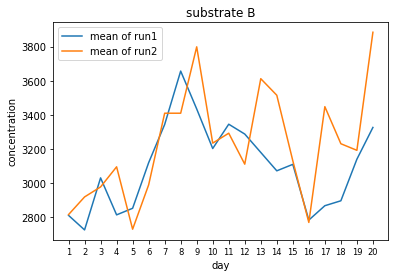 substrate B
mean of run1
mean of run2
concentration
3800
3600
3400
3200
3000
2800
1 2 3 4 5 6 7 8 9 10 11 12 13 14 15 16 17 18 19 20
day